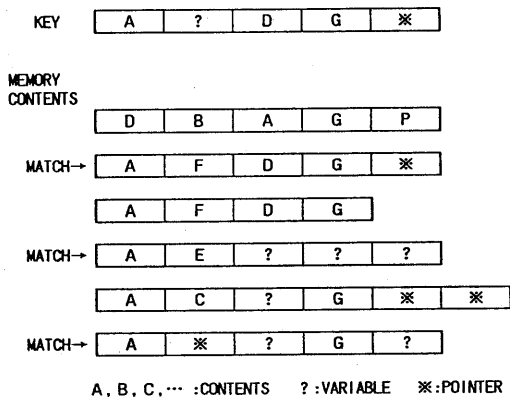 KEY A ? D G ※
MEMORY
CONTENTS
D B A G P
MATCH→ A F D G ※
A F D G
MATCH→ A E ? ? ?
A C ? G ※ ※
MATCH→ A ※ ? G ?
A, B, C, ⋯ :CONTENTS ? :VARIABLE ※:POINTER